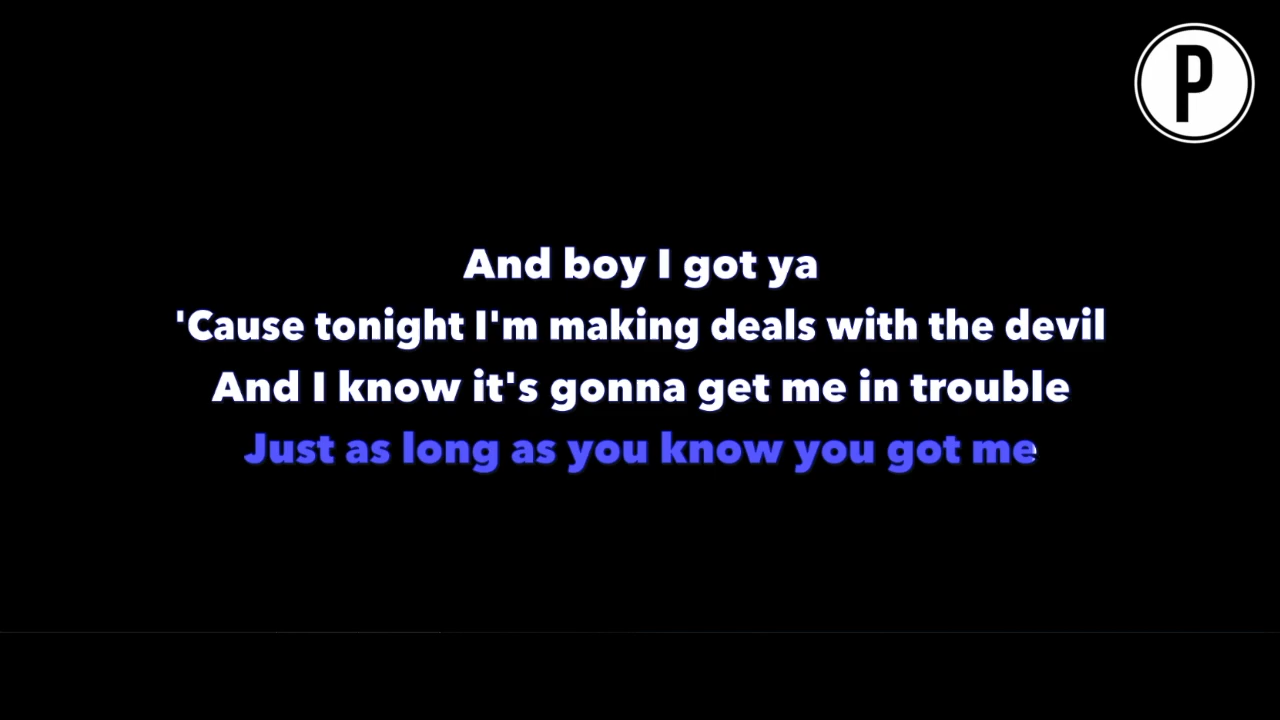 P
And boy I got ya
'Cause tonight I'm making deals with the devil
And I know it's gonna get me in trouble
Just as long as you know you got me